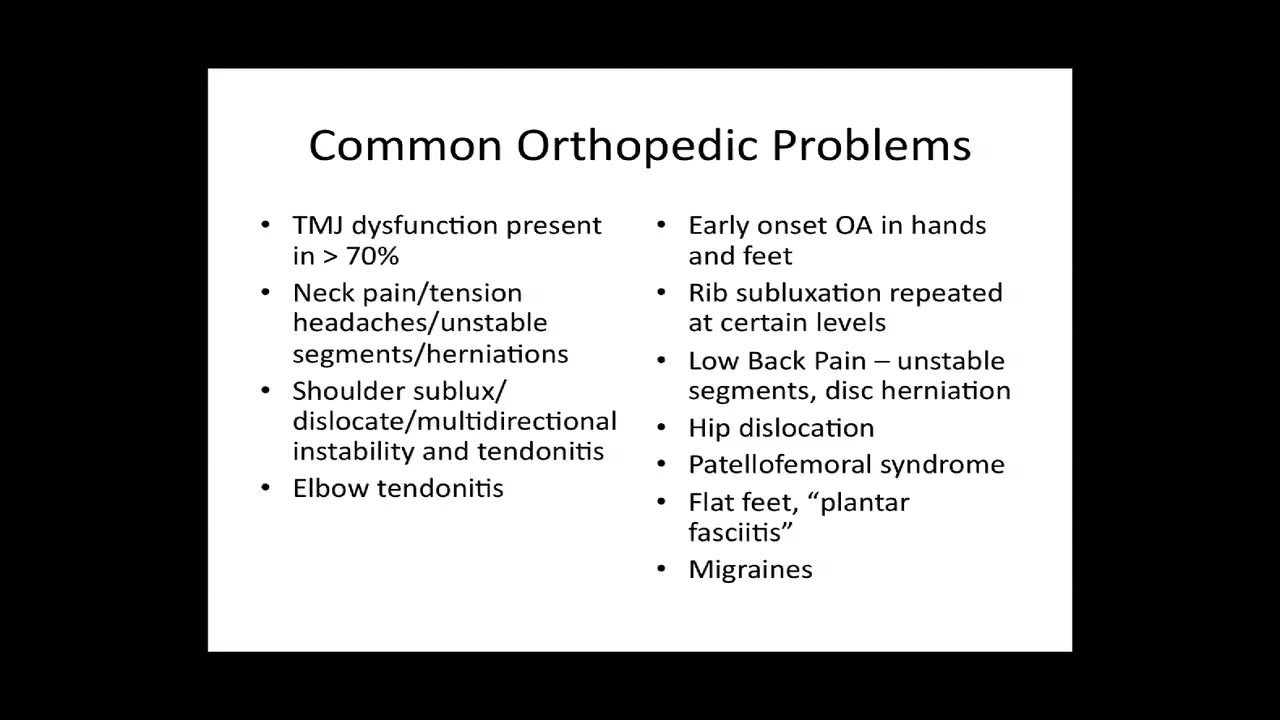 Common Orthopedic Problems
• TMJ dysfunction present
in > 70%
• Neck pain/tension
headaches/unstable
segments/herniations
• Shoulder sublux/
dislocate/multidirectional
instability and tendonitis
• Elbow tendonitis
• Early onset OA in hands
and feet
• Rib subluxation repeated
at certain levels
• Low Back Pain – unstable
segments, disc herniation
• Hip dislocation
• Patellofemoral syndrome
• Flat feet, “plantar
fasciitis”
• Migraines